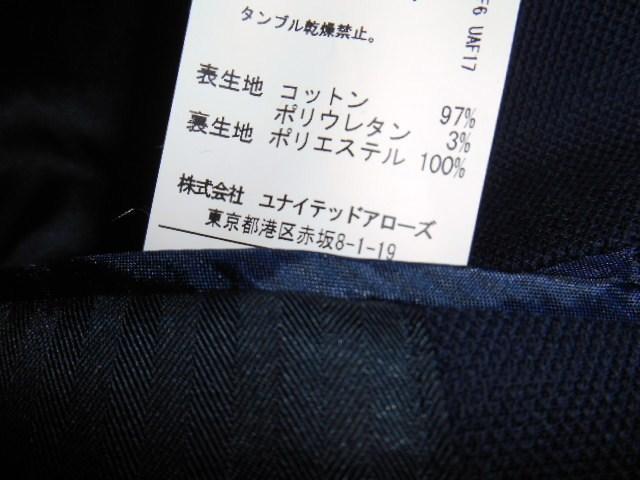 タンブル乾燥禁止。
表生地 コットン 97%
ポリウレタン 3%
裏生地 ポリエステル 100%
株式会社 ユナイテッドアローズ
東京都港区赤坂8-1-19
F6 UAF17